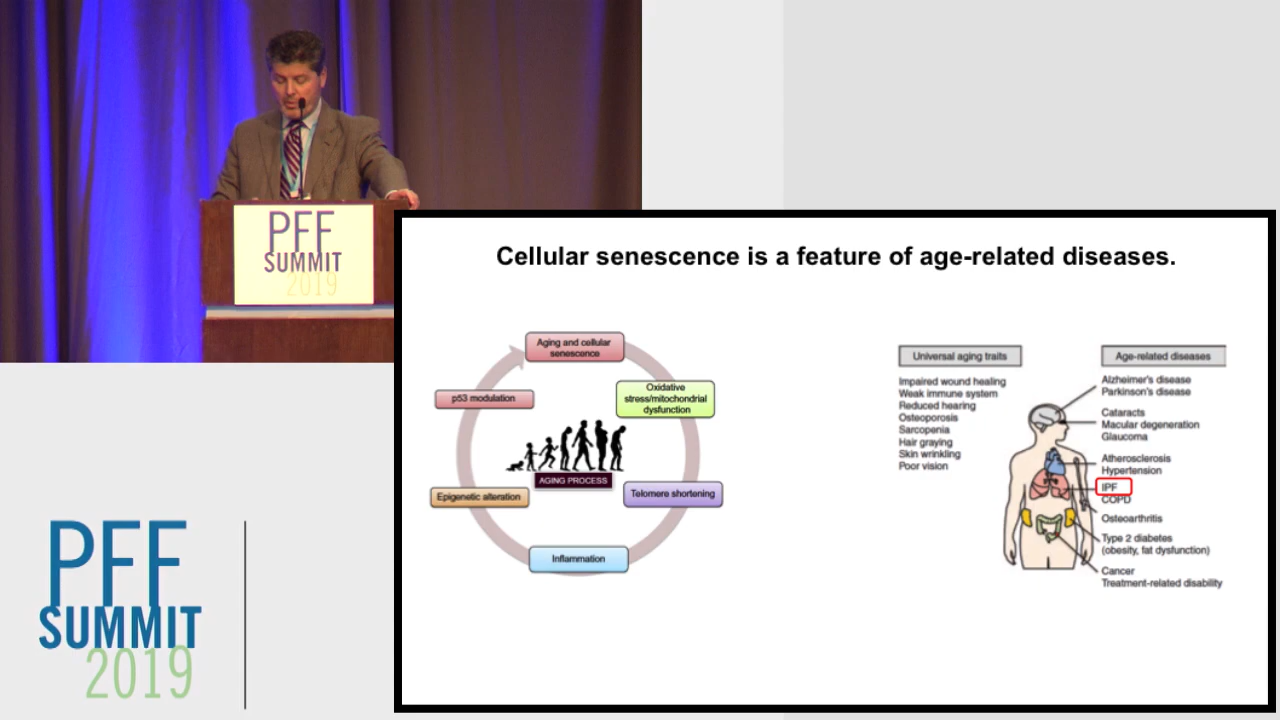 PFF
SUMMIT
2019
Cellular senescence is a feature of age-related diseases.
Aging and cellular
senescence
Oxidative
stress/mitochondrial
dysfunction
Telomere shortening
Inflammation
Epigenetic alteration
p53 modulation
AGING PROCESS
Universal aging traits
Impaired wound healing
Weak immune system
Reduced hearing
Osteoporosis
Sarcopenia
Hair graying
Skin wrinkling
Poor vision
Age-related diseases
Alzheimer's disease
Parkinson's disease
Cataracts
Macular degeneration
Glaucoma
Atherosclerosis
Hypertension
IPF
COPD
Osteoarthritis
Type 2 diabetes
(obesity, fat dysfunction)
Cancer
Treatment-related disability
PFF
SUMMIT
2019